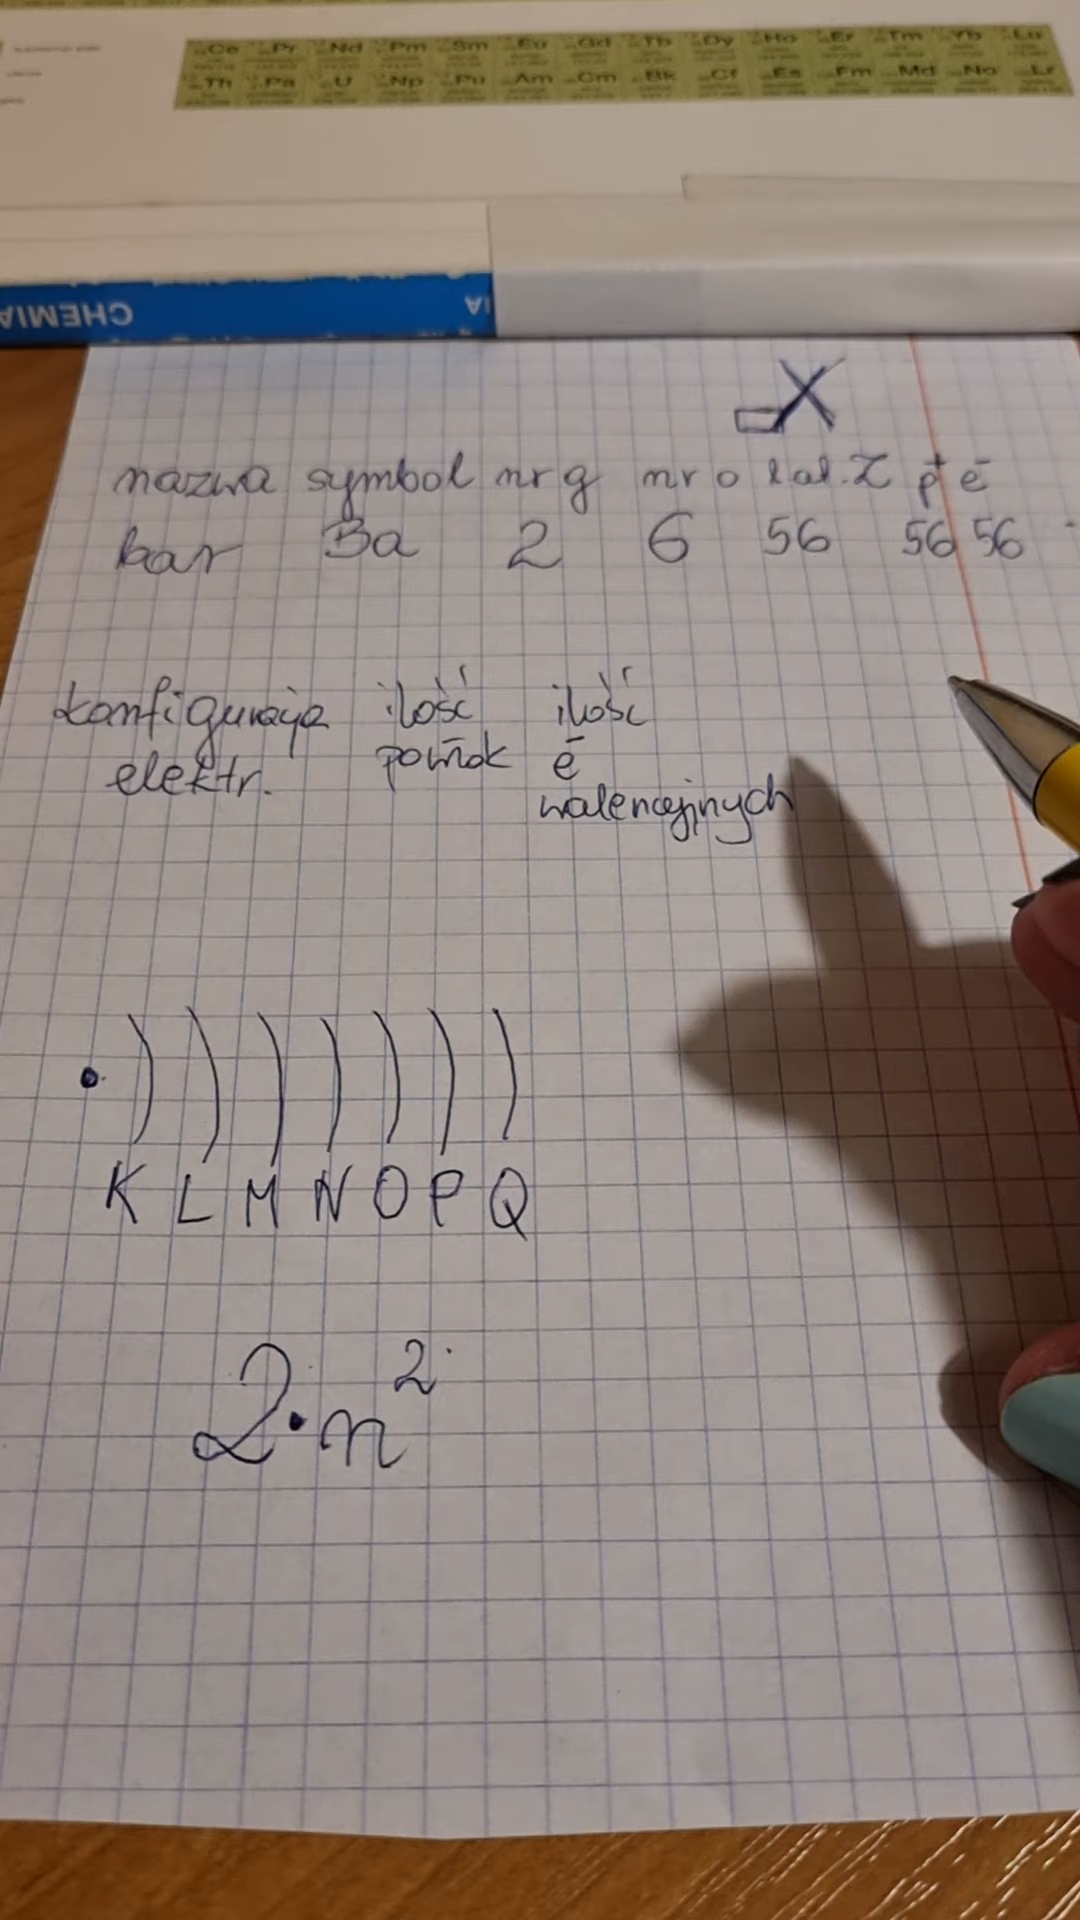 Ce Pr Nd Pm Sm Eu Gd Tb Dy Ho Er Tm Yb Lu
Th Pa U Np Pu Am Cm Bk Cf Es Fm Md No Lr
CHEMIA
IA
X
nazwa symbol nr g nr o l.at. Z p+ e-
bar Ba 2 6 56 56 56
konfiguracja ilość ilość
elektr. powłok e-
walencyjnych
K L M N O P Q
2·n²